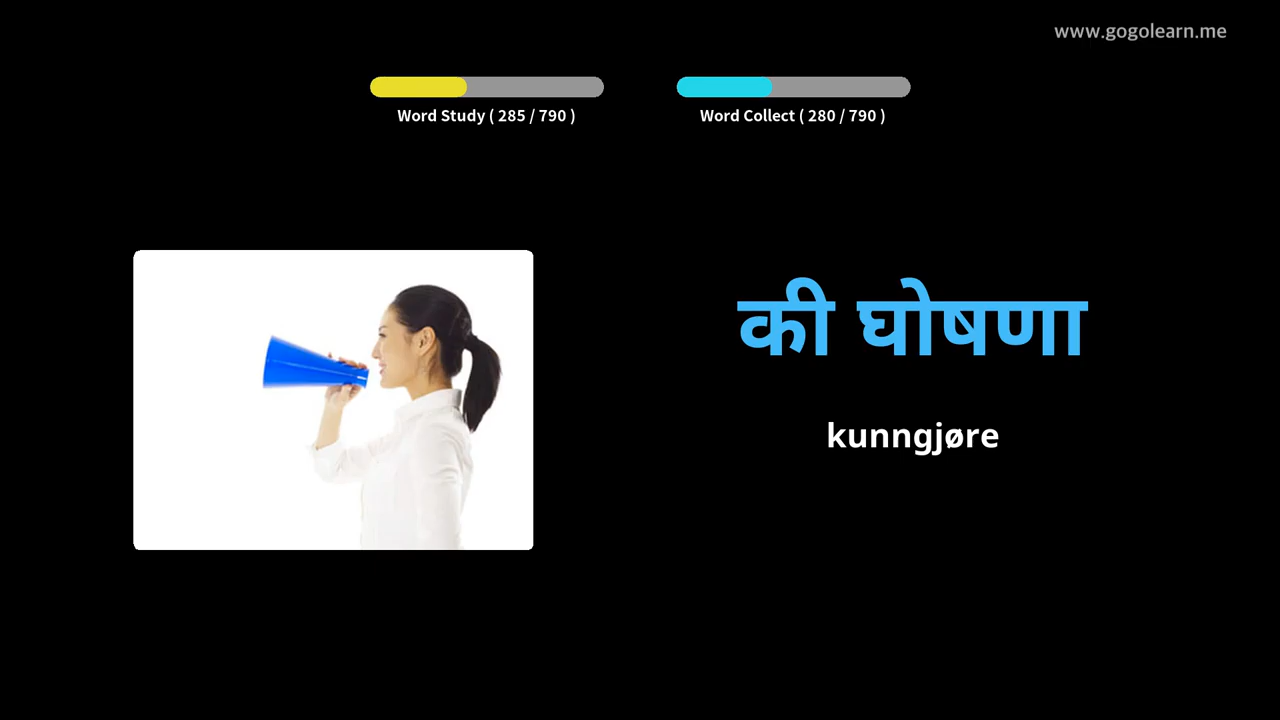 www.gogolearn.me
Word Study ( 285 / 790 )
Word Collect ( 280 / 790 )
की घोषणा
kunngjøre